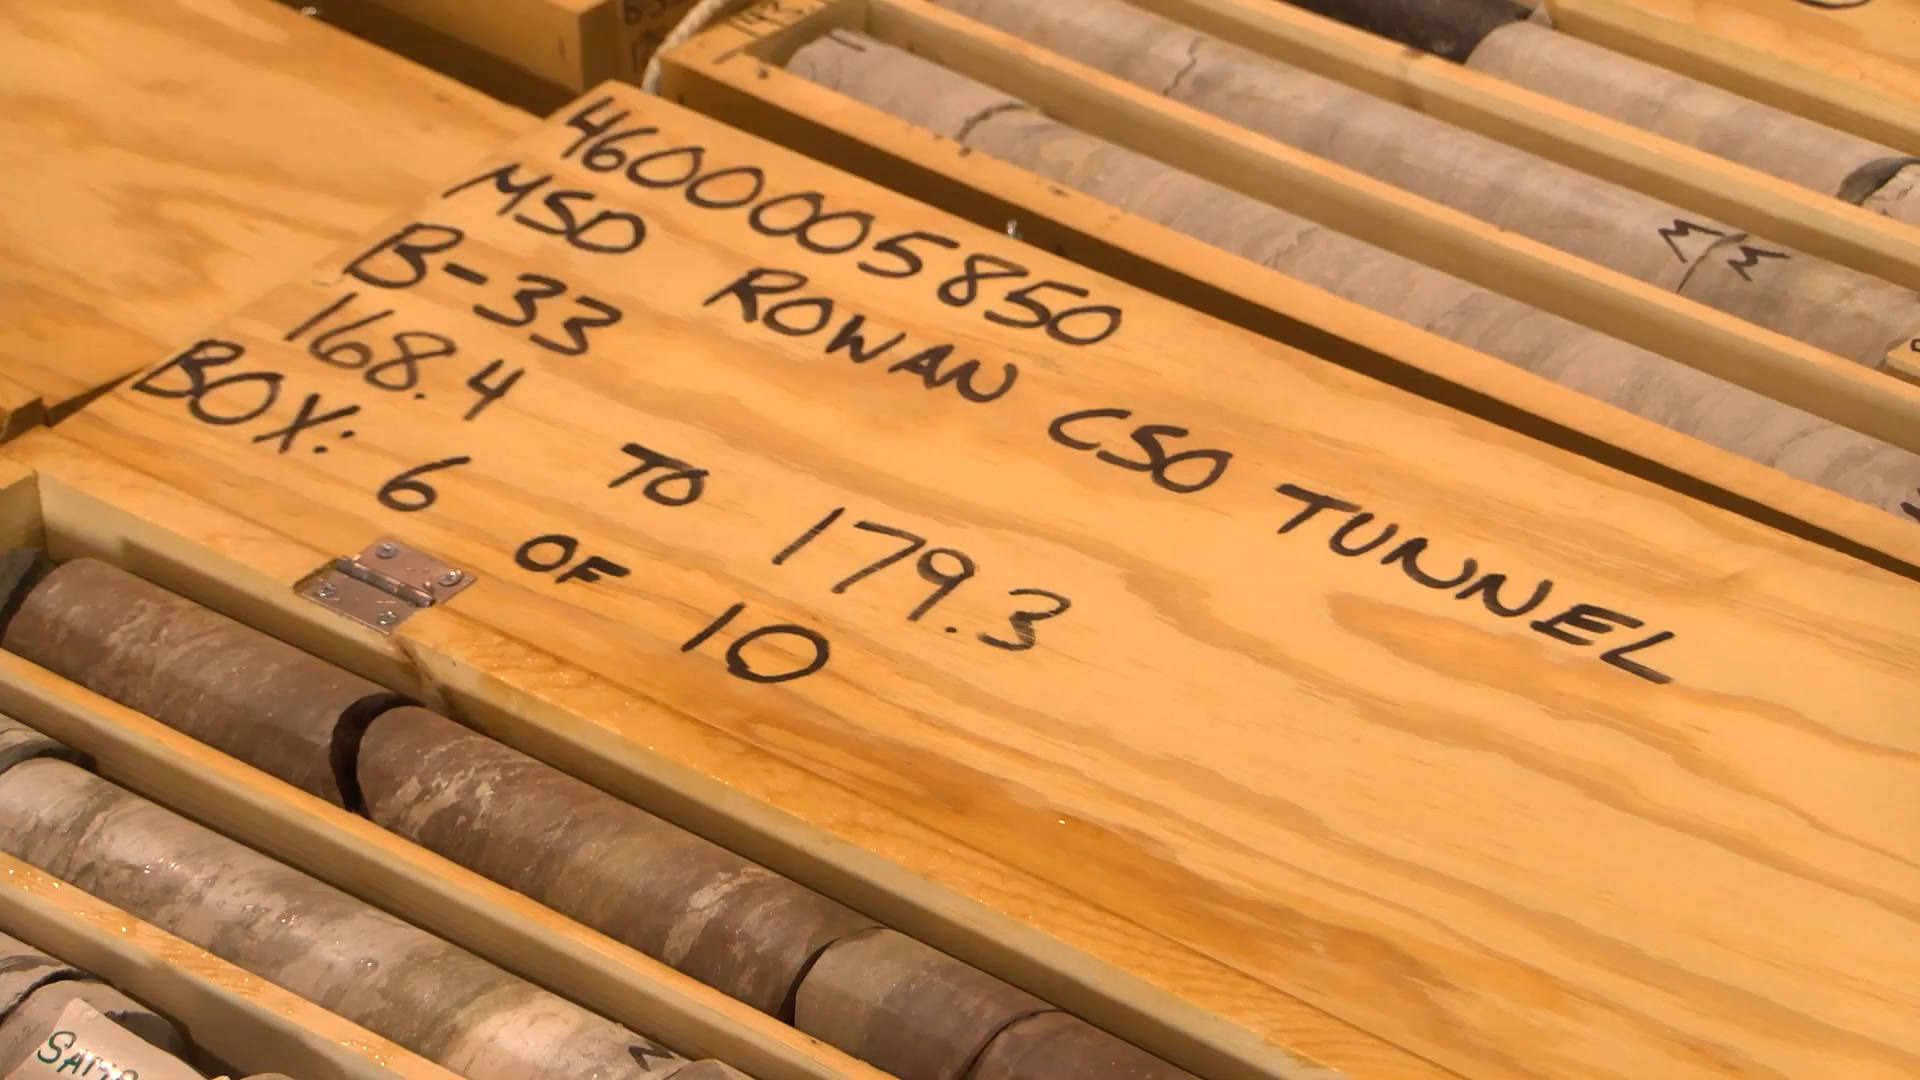 4600005850
MSD ROWAN CSO TUNNEL
B-33
168.4 TO 179.3
BOX: 6 OF 10